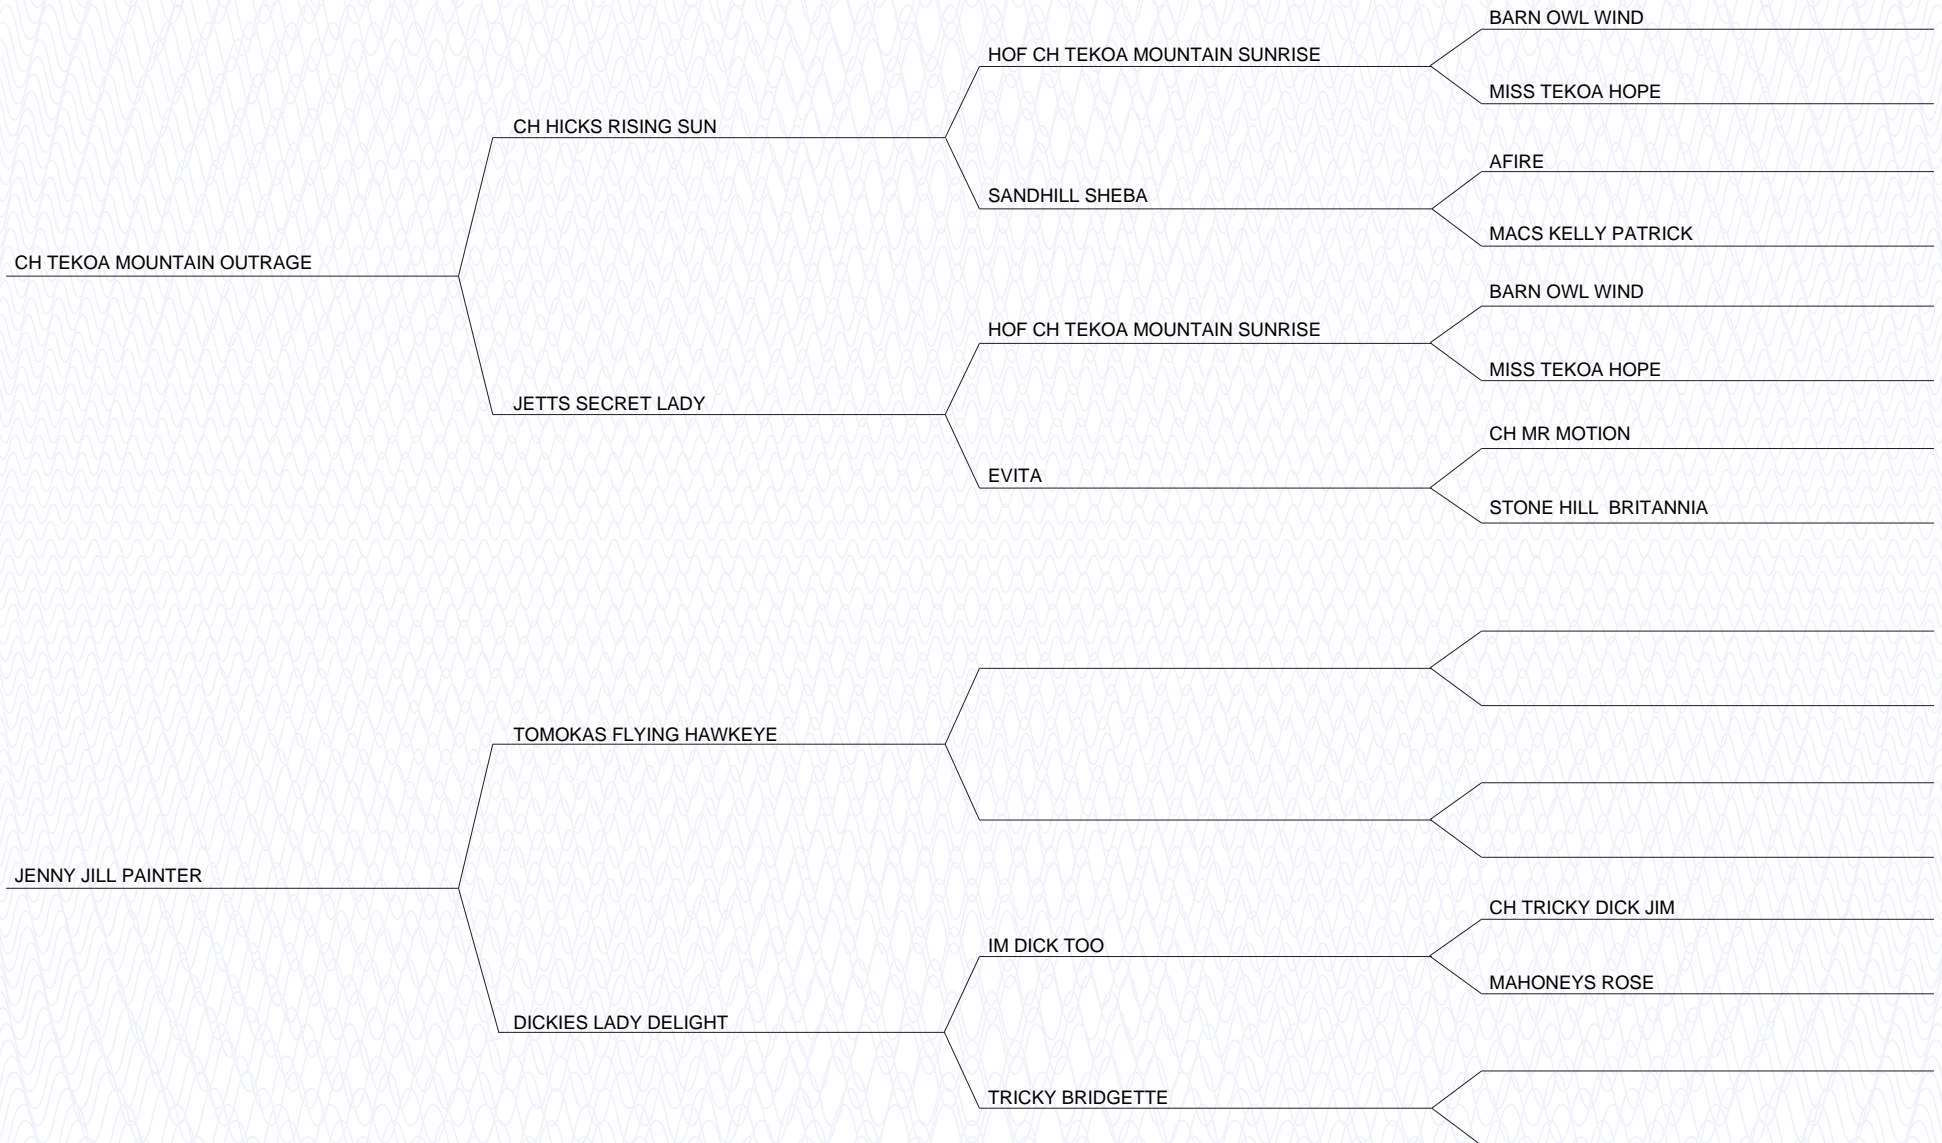 BARN OWL WIND
HOF CH TEKOA MOUNTAIN SUNRISE
MISS TEKOA HOPE
CH HICKS RISING SUN
AFIRE
SANDHILL SHEBA
MACS KELLY PATRICK
CH TEKOA MOUNTAIN OUTRAGE
BARN OWL WIND
HOF CH TEKOA MOUNTAIN SUNRISE
MISS TEKOA HOPE
JETTS SECRET LADY
CH MR MOTION
EVITA
STONE HILL  BRITANNIA
TOMOKAS FLYING HAWKEYE
JENNY JILL PAINTER
CH TRICKY DICK JIM
IM DICK TOO
MAHONEYS ROSE
DICKIES LADY DELIGHT
TRICKY BRIDGETTE